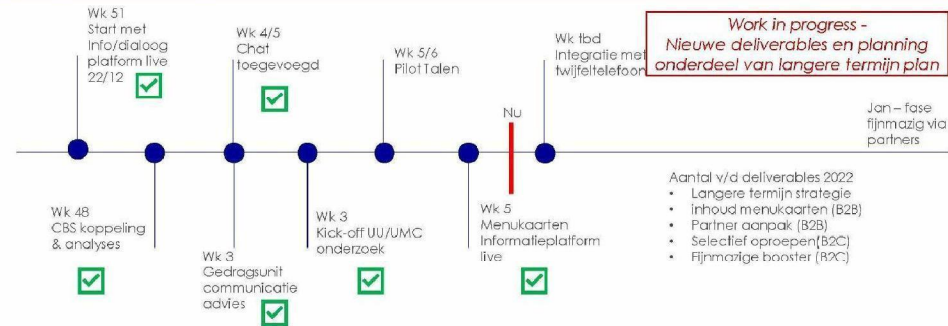 Wk 51
Start met
Info/dialoog
platform live
22/12
Wk 4/5
Chat
toegevoegd
Wk 5/6
Pilot Talen
Wk tbd
Integratie met
twijfeltelefoon
Work in progress -
Nieuwe deliverables en planning
onderdeel van langere termijn plan
Nu
Jan – fase
fijnmazig via
partners
Wk 48
CBS koppeling
& analyses
Wk 3
Gedragsunit
communicatie
advies
Wk 3
Kick-off UU/UMC
onderzoek
Wk 5
Menukaarten
Informatieplatform
live
Aantal v/d deliverables 2022
• Langere termijn strategie
• Inhoud menukaarten (B2B)
• Partner aanpak (B2B)
• Selectief oproepen(B2C)
• Fijnmazige booster (B2C)